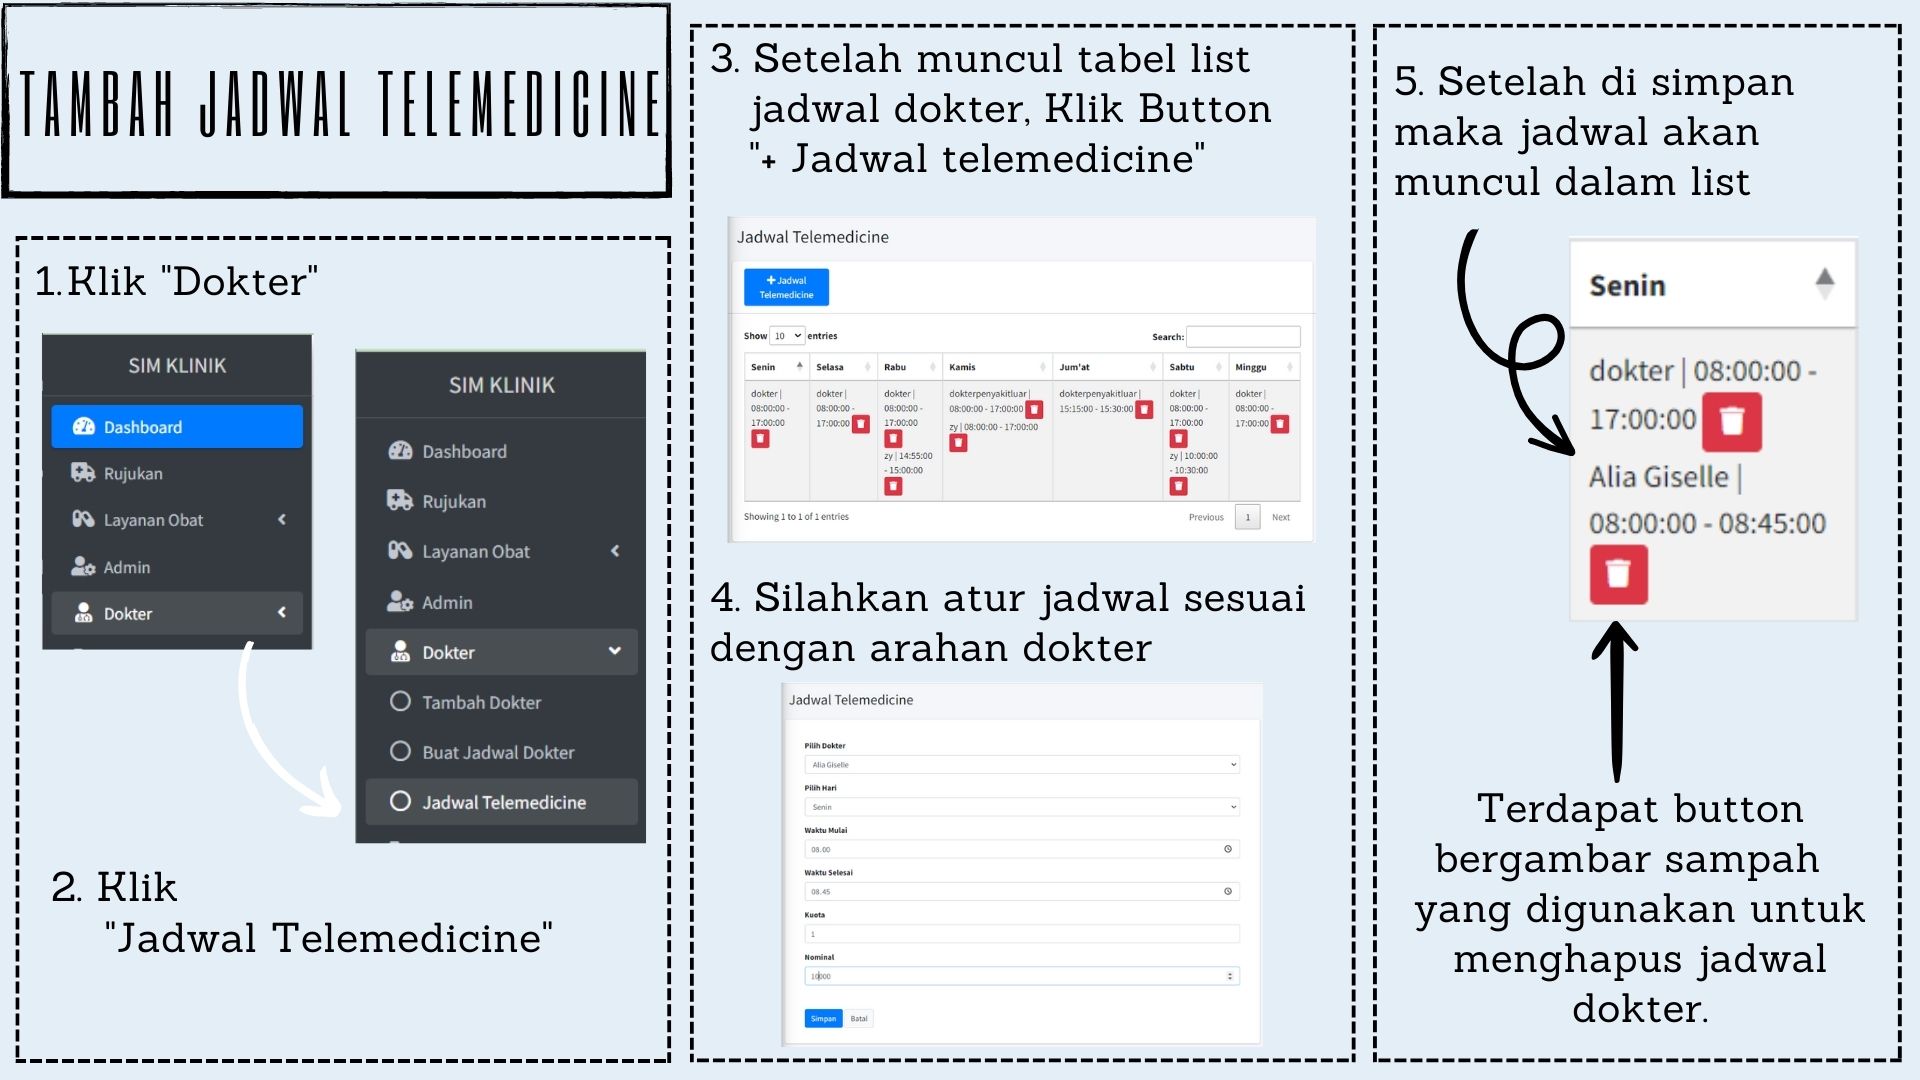 TAMBAH JADWAL TELEMEDICINE
1.Klik "Dokter"
SIM KLINIK
Dashboard
Rujukan
Layanan Obat
Admin
Dokter
SIM KLINIK
Dashboard
Rujukan
Layanan Obat
Admin
Dokter
Tambah Dokter
Buat Jadwal Dokter
Jadwal Telemedicine
2. Klik
"Jadwal Telemedicine"
3. Setelah muncul tabel list
jadwal dokter, Klik Button
"+ Jadwal telemedicine"
Jadwal Telemedicine
+ Jadwal
Telemedicine
Show 10 entries
Search:
Senin Selasa Rabu Kamis Jum'at Sabtu Minggu
dokter |
08:00:00 -
17:00:00
dokter |
08:00:00 -
17:00:00
dokter |
08:00:00 -
17:00:00
zy | 14:55:00
- 15:00:00
dokterpenyakitluar |
08:00:00 - 17:00:00
zy | 08:00:00 - 17:00:00
dokterpenyakitluar |
15:15:00 - 15:30:00
dokter |
08:00:00 -
17:00:00
zy | 10:00:00
- 10:30:00
dokter |
08:00:00 -
17:00:00
Showing 1 to 1 of 1 entries
Previous 1 Next
4. Silahkan atur jadwal sesuai
dengan arahan dokter
Jadwal Telemedicine
Pilih Dokter
Alia Giselle
Pilih Hari
Senin
Waktu Mulai
08.00
Waktu Selesai
08.45
Kuota
1
Nominal
10000
Simpan Batal
5. Setelah di simpan
maka jadwal akan
muncul dalam list
Senin
dokter | 08:00:00 -
17:00:00
Alia Giselle |
08:00:00 - 08:45:00
Terdapat button
bergambar sampah
yang digunakan untuk
menghapus jadwal
dokter.